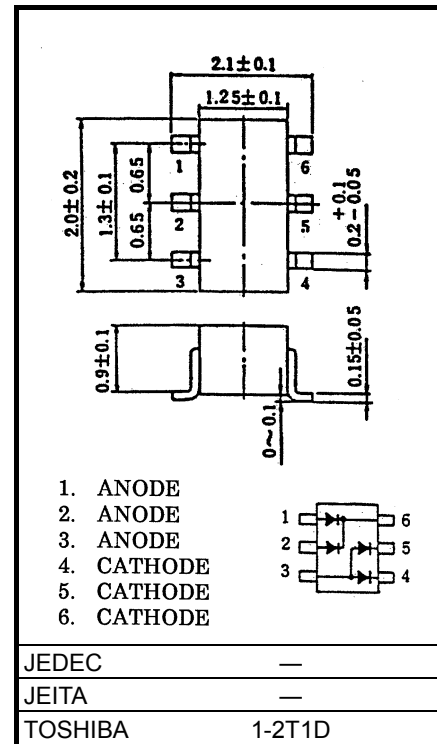 2.1±0.1
1.25±0.1
2.0±0.2
1.3±0.1
0.65
0.65
1
2
3
6
5
4
+0.1
0.2-0.05
0.9±0.1
0~0.1
0.15±0.05
1. ANODE
2. ANODE
3. ANODE
4. CATHODE
5. CATHODE
6. CATHODE
1 6
2 5
3 4
JEDEC —
JEITA —
TOSHIBA 1-2T1D